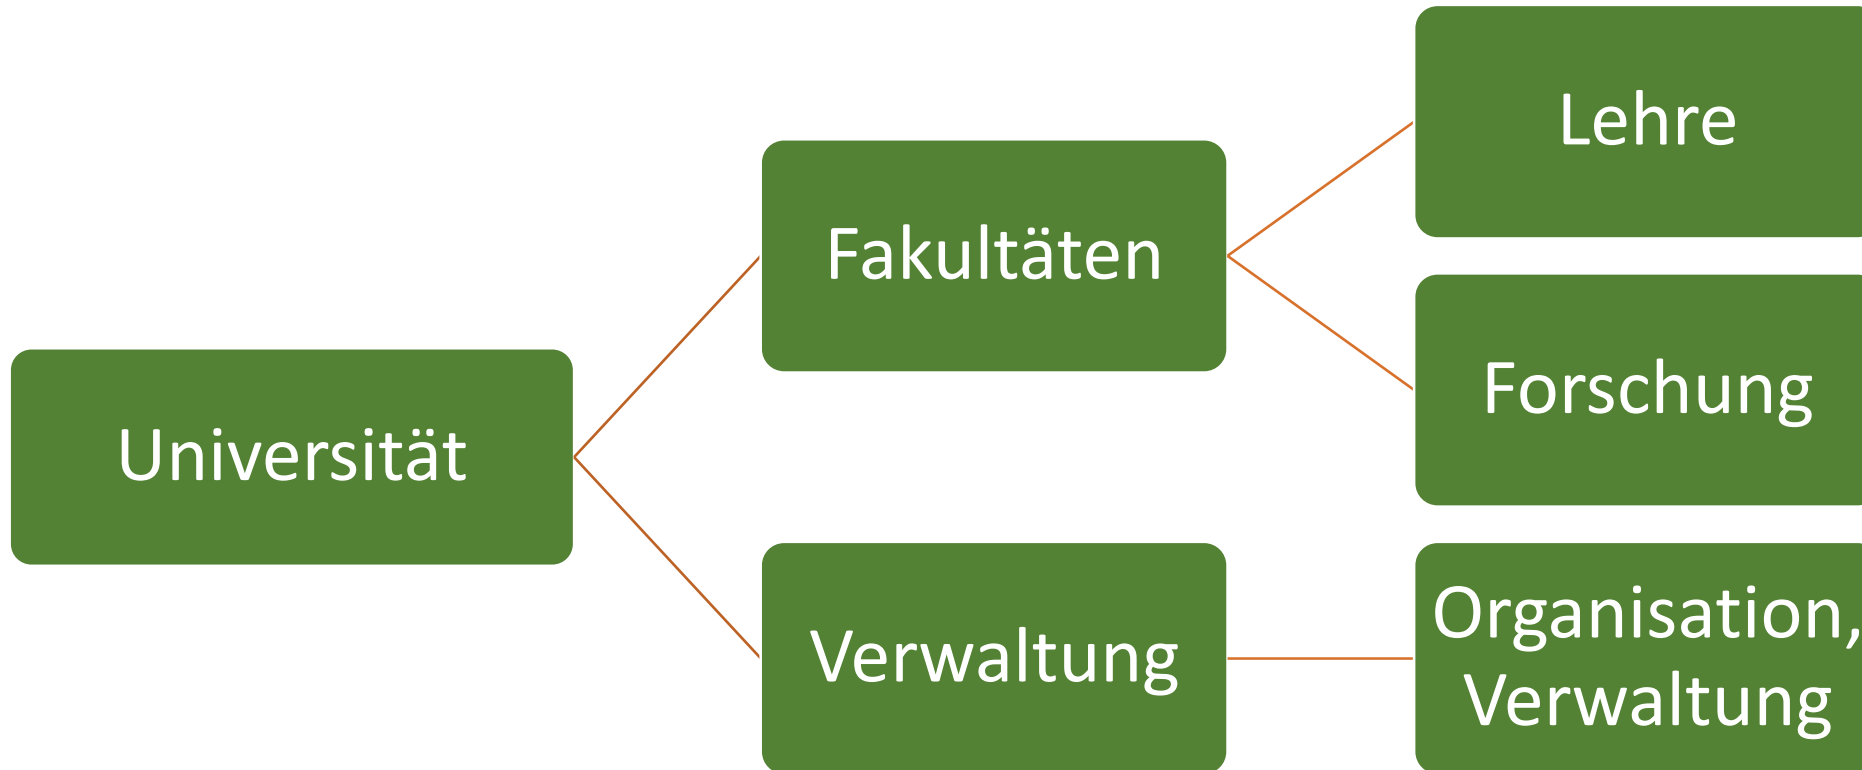 Lehre
Fakultäten
Forschung
Universität
Verwaltung
Organisation,
Verwaltung